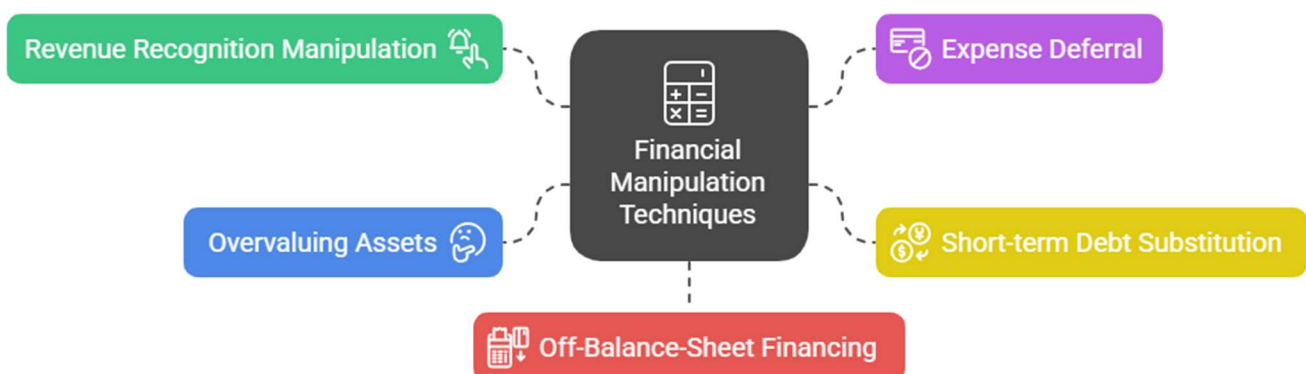 Revenue Recognition Manipulation
Expense Deferral
Financial
Manipulation
Techniques
Overvaluing Assets
Short-term Debt Substitution
Off-Balance-Sheet Financing